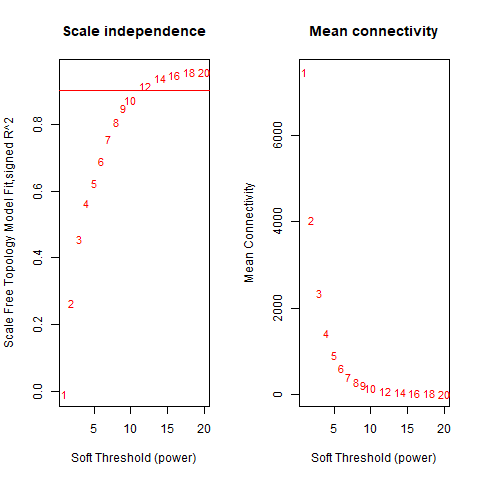 Scale independence
Scale Free Topology Model Fit,signed R^2
0.0 0.2 0.4 0.6 0.8
1 2 3 4 5 6 7 8 9 10 12 14 16 18 20
5 10 15 20
Soft Threshold (power)
Mean connectivity
Mean Connectivity
0 2000 4000 6000
1 2 3 4 5 6 7 8 9 10 12 14 16 18 20
5 10 15 20
Soft Threshold (power)